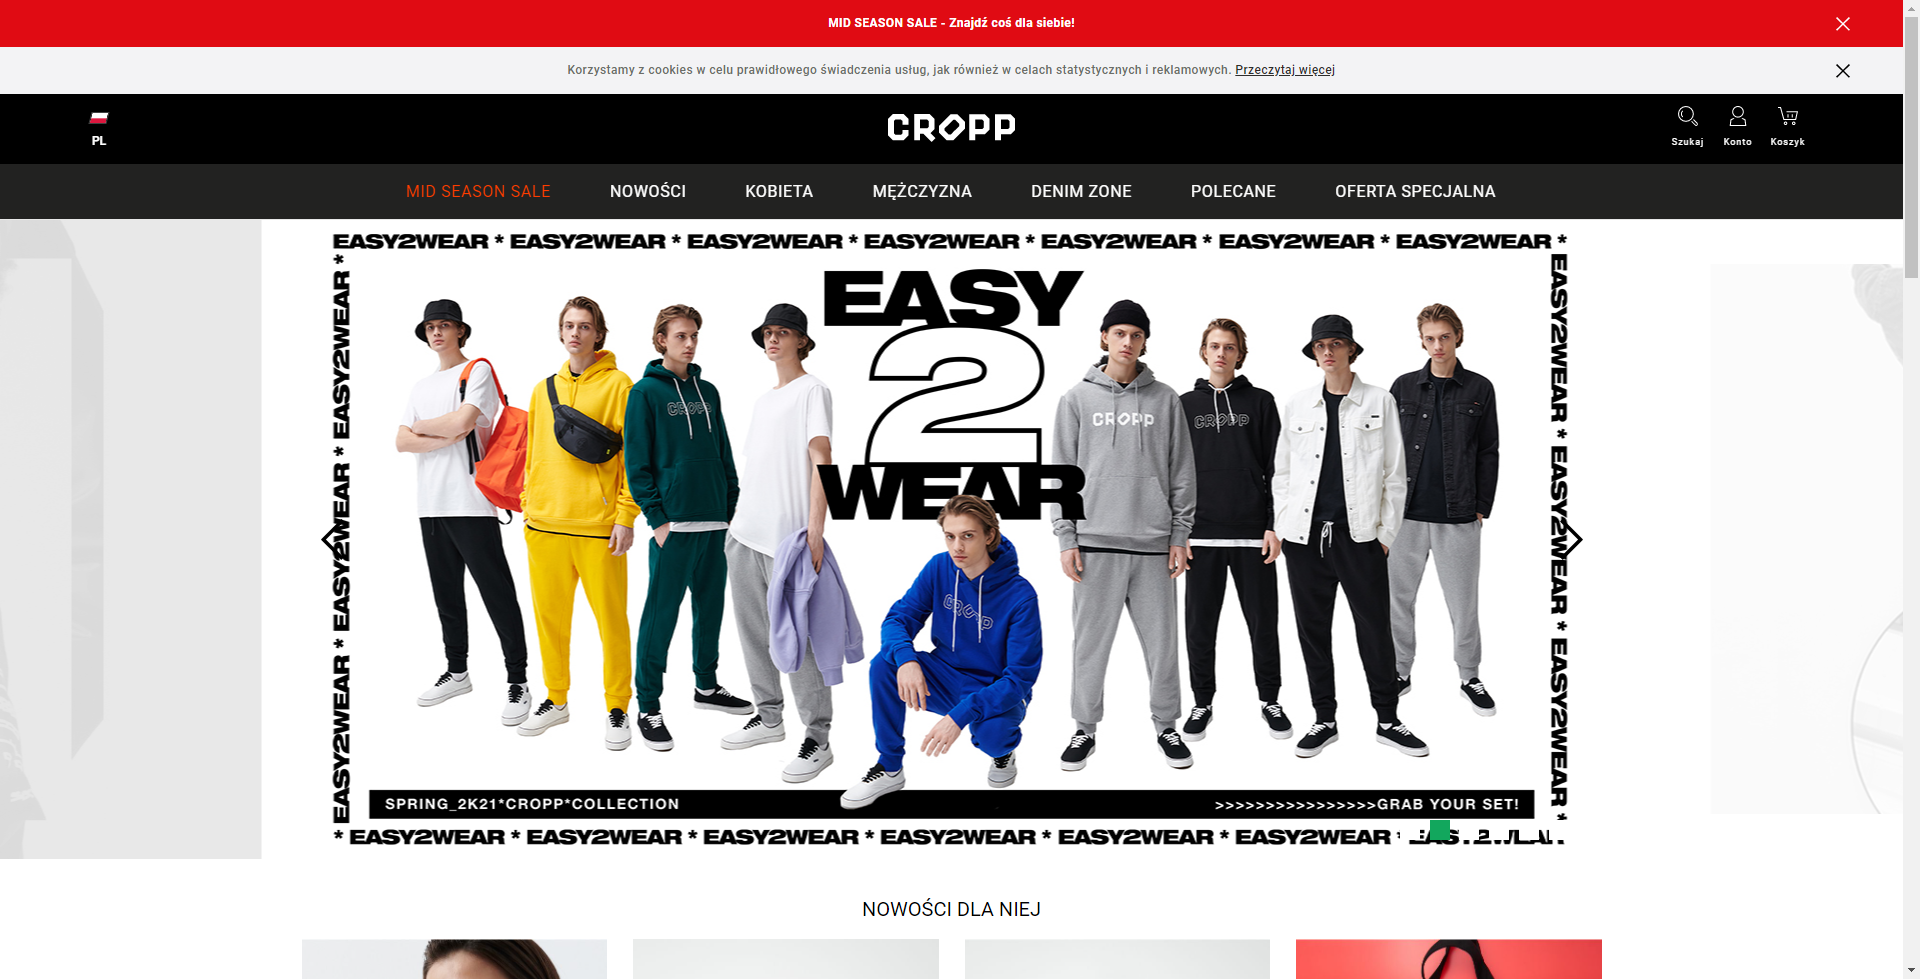 MID SEASON SALE - Znajdź coś dla siebie!
Korzystamy z cookies w celu prawidłowego świadczenia usług, jak również w celach statystycznych i reklamowych. Przeczytaj więcej
PL
CROPP
Szukaj
Konto
Koszyk
MID SEASON SALE
NOWOŚCI
KOBIETA
MĘŻCZYZNA
DENIM ZONE
POLECANE
OFERTA SPECJALNA
EASY2WEAR * EASY2WEAR * EASY2WEAR * EASY2WEAR * EASY2WEAR * EASY2WEAR * EASY2WEAR *
EASY2WEAR * EASY2WEAR * EASY2WEAR *
EASY2WEAR * EASY2WEAR * EASY2WEAR *
EASY
2
WEAR
CROPP
CROPP
CROPP
CROPP
SPRING_2K21*CROPP*COLLECTION
>>>>>>>>>>>>>>>>GRAB YOUR SET!
* EASY2WEAR * EASY2WEAR * EASY2WEAR * EASY2WEAR * EASY2WEAR * EASY2WEAR * EASY2WEAR
NOWOŚCI DLA NIEJ